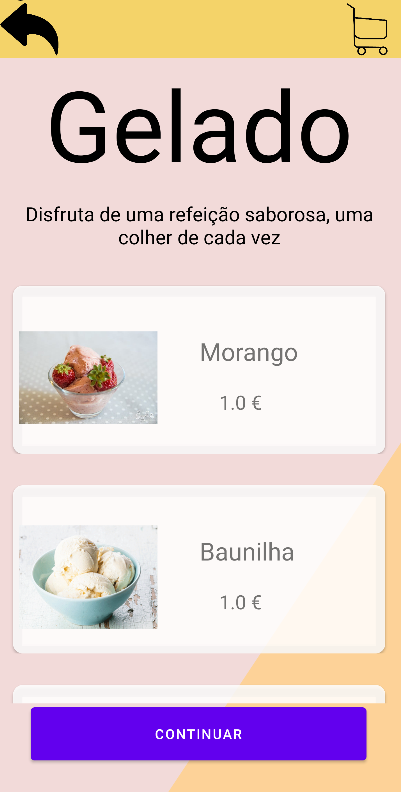 Gelado
Disfruta de uma refeição saborosa, uma
colher de cada vez
Morango
1.0 €
Baunilha
1.0 €
CONTINUAR